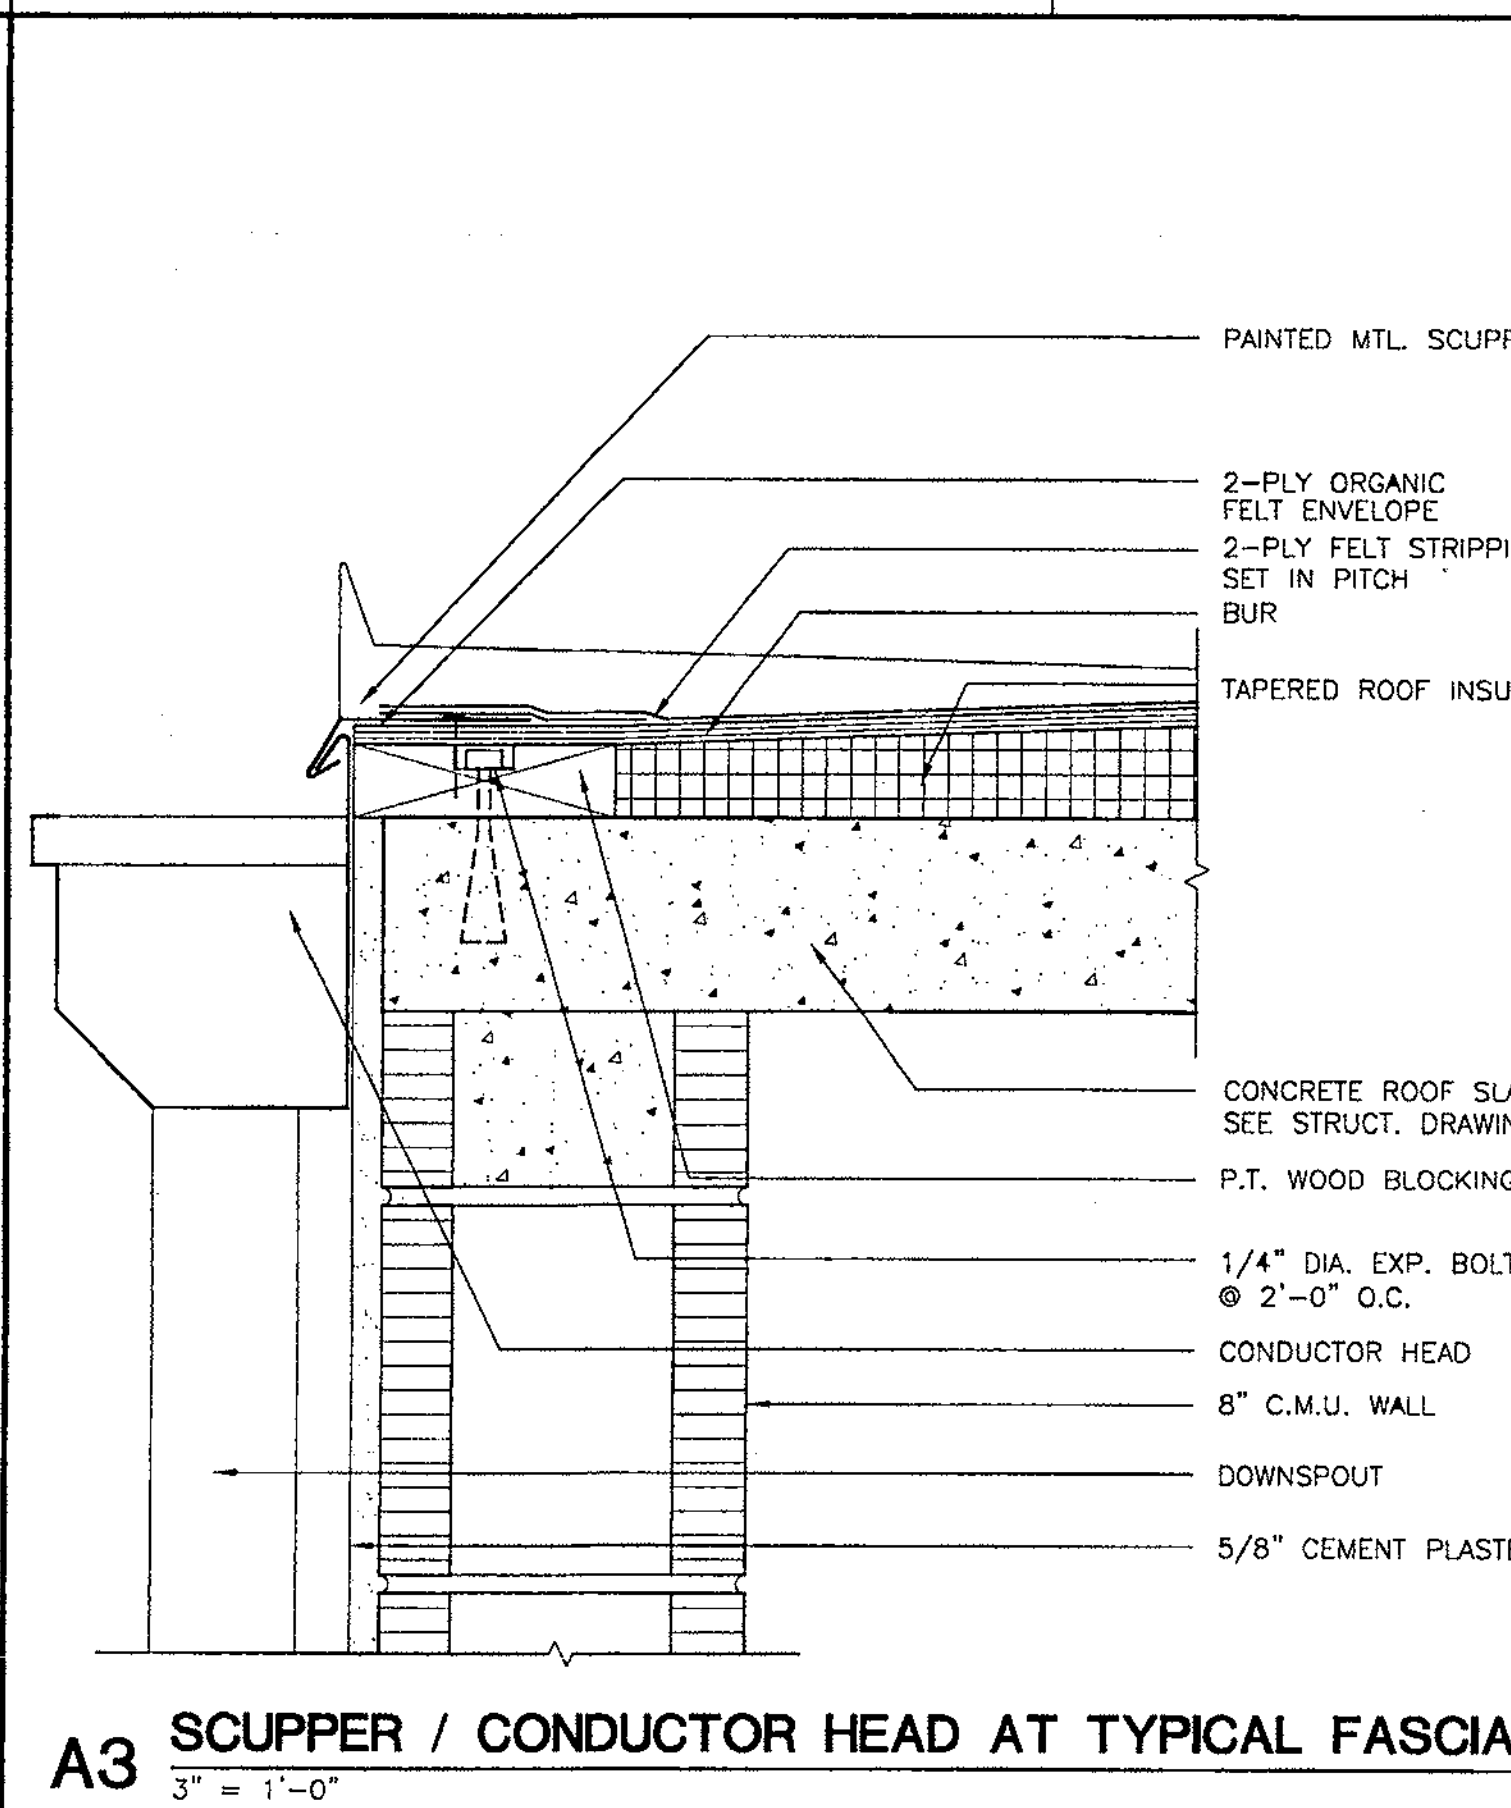 PAINTED MTL. SCUPP
2-PLY ORGANIC
FELT ENVELOPE
2-PLY FELT STRIPPI
SET IN PITCH
BUR
TAPERED ROOF INSU
CONCRETE ROOF SLA
SEE STRUCT. DRAWIN
P.T. WOOD BLOCKING
1/4" DIA. EXP. BOLT
@ 2'-0" O.C.
CONDUCTOR HEAD
8" C.M.U. WALL
DOWNSPOUT
5/8" CEMENT PLASTE
A3 SCUPPER / CONDUCTOR HEAD AT TYPICAL FASCIA
3" = 1'-0"